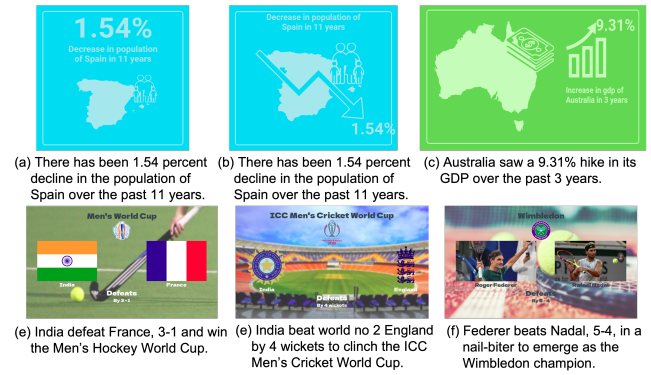 1.54%
Decrease in population
of Spain in 11 years
Decrease in population of
Spain in 11 years
1.54%
9.31%
Increase in gdp of
Australia in 3 years
(a) There has been 1.54 percent
decline in the population of
Spain over the past 11 years.
(b) There has been 1.54 percent
decline in the population of
Spain over the past 11 years.
(c) Australia saw a 9.31% hike in its
GDP over the past 3 years.
Men's World Cup
India
France
Defeats
By 3-1
ICC Men's Cricket World Cup
India
England
Defeats
By 4 wickets
Wimbledon
Roger Federer
Rafael Nadal
Defeats
(e) India defeat France, 3-1 and win
the Men's Hockey World Cup.
(e) India beat world no 2 England
by 4 wickets to clinch the ICC
Men's Cricket World Cup.
(f) Federer beats Nadal, 5-4, in a
nail-biter to emerge as the
Wimbledon champion.